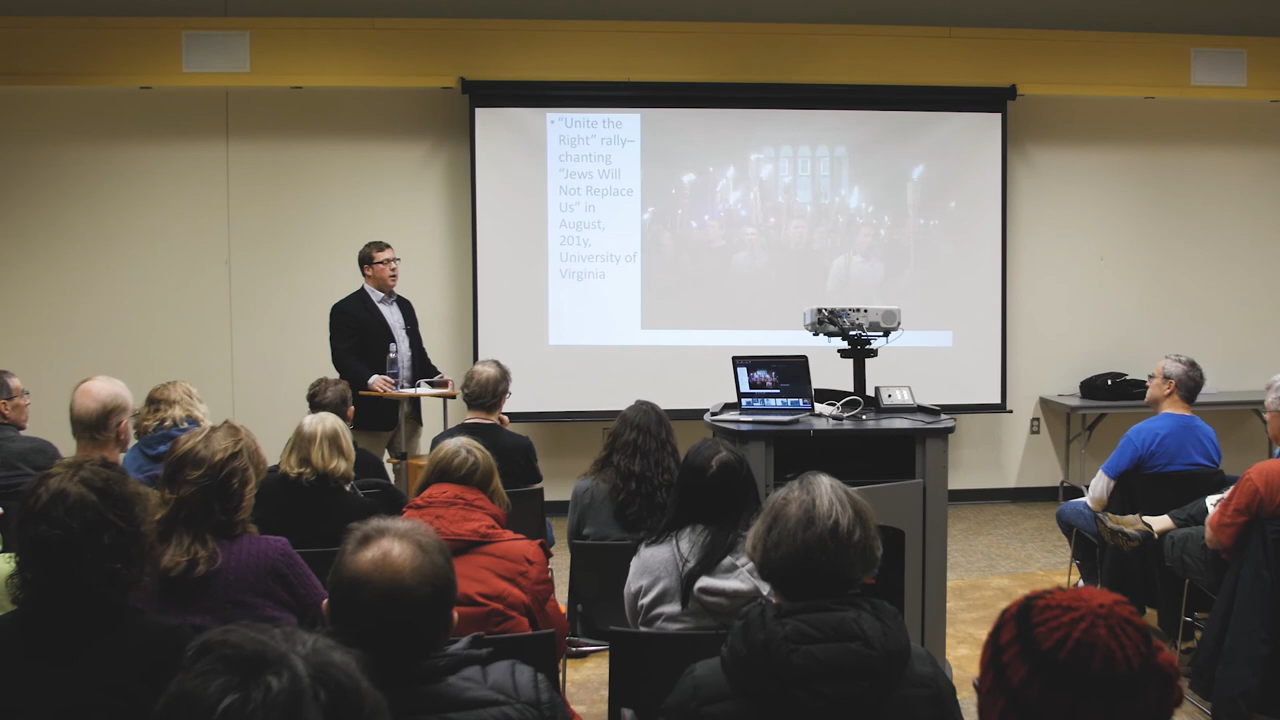 • "Unite the
Right" rally–
chanting
"Jews Will
Not Replace
Us" in
August,
201y,
University of
Virginia